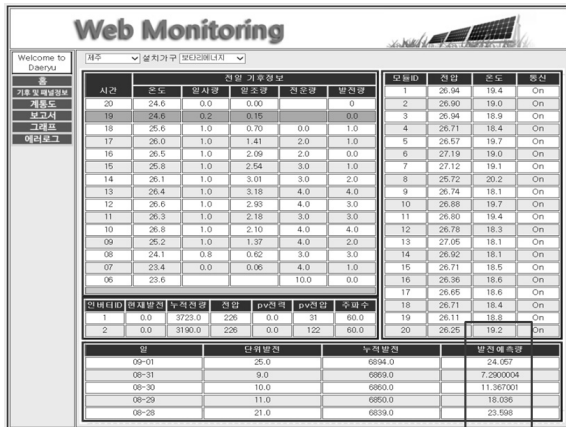 Web Monitoring
Welcome to
Daeryu
홈
기후 및 패널정보
계통도
보고서
그래프
에러로그
제주 설치가구 보타리에너지
전일 기후정보
시간 온도 일사량 일조량 전운량 발전량
20 24.6 0.0 0.00 0
19 24.6 0.2 0.15 0.0
18 25.6 1.0 0.70 0.0 1.0
17 26.0 1.0 1.41 2.0 1.0
16 26.5 1.0 2.09 2.0 0.0
15 25.8 1.0 2.54 3.0 1.0
14 26.1 1.0 3.01 3.0 2.0
13 26.4 1.0 3.18 4.0 4.0
12 26.6 1.0 2.93 4.0 3.0
11 26.3 1.0 2.18 3.0 3.0
10 26.8 1.0 2.10 4.0 4.0
09 25.2 1.0 1.37 4.0 2.0
08 24.1 0.8 0.62 3.0 3.0
07 23.4 0.0 0.06 4.0 1.0
06 23.6 10.0 0.0
인버터ID 현재발전 누적전량 전압 pv전력 pv전압 주파수
1 0.0 3723.0 226 0.0 31 60.0
2 0.0 3190.0 226 0.0 122 60.0
모듈ID 전압 온도 통신
1 26.94 19.4 On
2 26.90 19.0 On
3 26.94 18.9 On
4 26.71 18.4 On
5 26.57 19.7 On
6 27.19 19.0 On
7 27.12 19.1 On
8 25.72 20.2 On
9 26.74 18.1 On
10 26.88 19.7 On
11 26.80 19.4 On
12 26.78 18.3 On
13 27.05 18.1 On
14 26.92 18.1 On
15 26.71 18.5 On
16 26.36 18.6 On
17 26.65 18.6 On
18 26.71 18.4 On
19 26.11 18.8 On
20 26.25 19.2 On
일 단위발전 누적발전 발전예측량
09-01 25.0 6894.0 24.057
08-31 9.0 6869.0 7.2900004
08-30 10.0 6860.0 11.367001
08-29 11.0 6850.0 18.036
08-28 21.0 6839.0 23.598